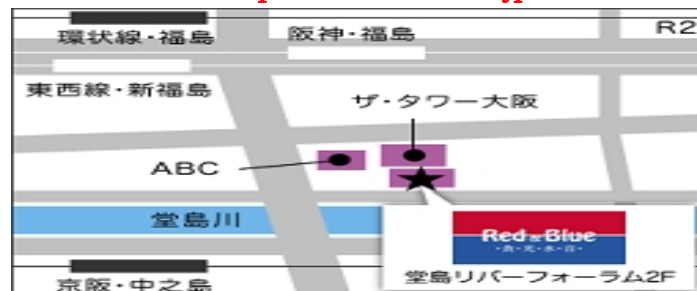 環状線・福島
阪神・福島
R2
東西線・新福島
ザ・タワー大阪
ABC
堂島川
Red & Blue
堂島リバーフォーラム2F
京阪・中之島